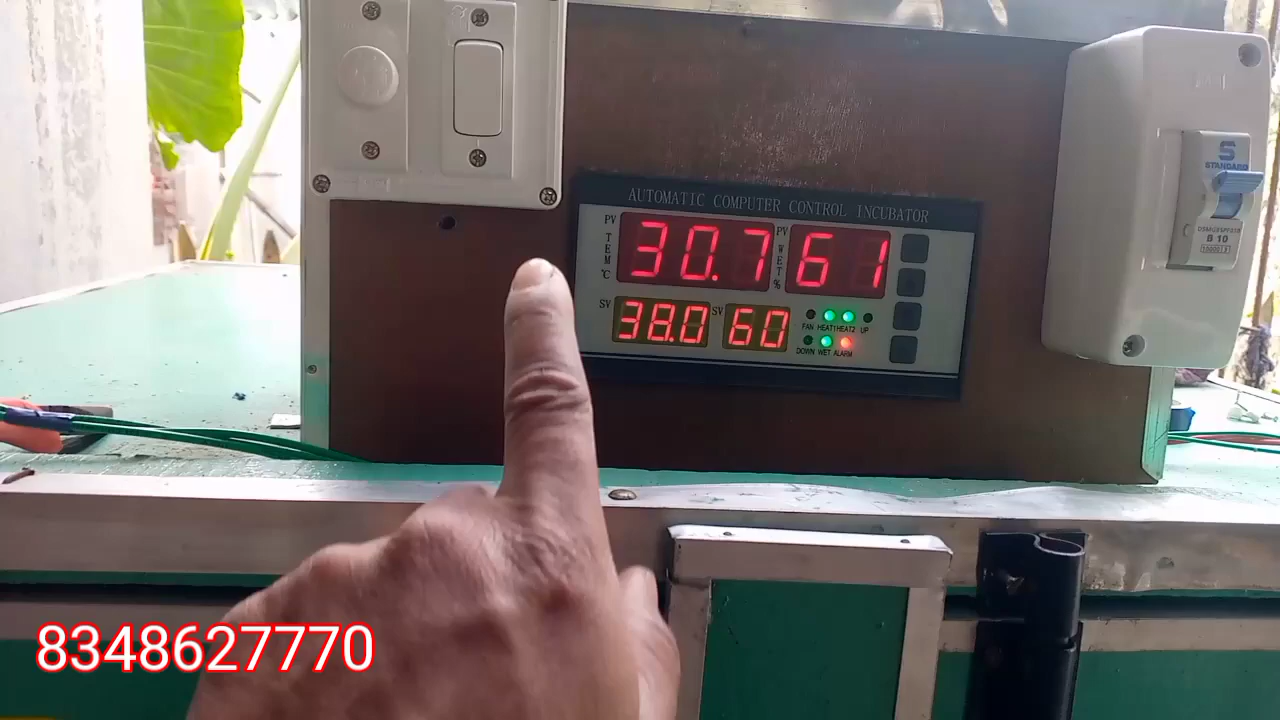 AUTOMATIC COMPUTER CONTROL INCUBATOR
PV TEM ℃ 30.7 PV WET % 61
SV 38.0 SV 60
FAN HEAT1 HEAT2 UP
DOWN WET ALARM
S
STANDARD
B 10
8348627770